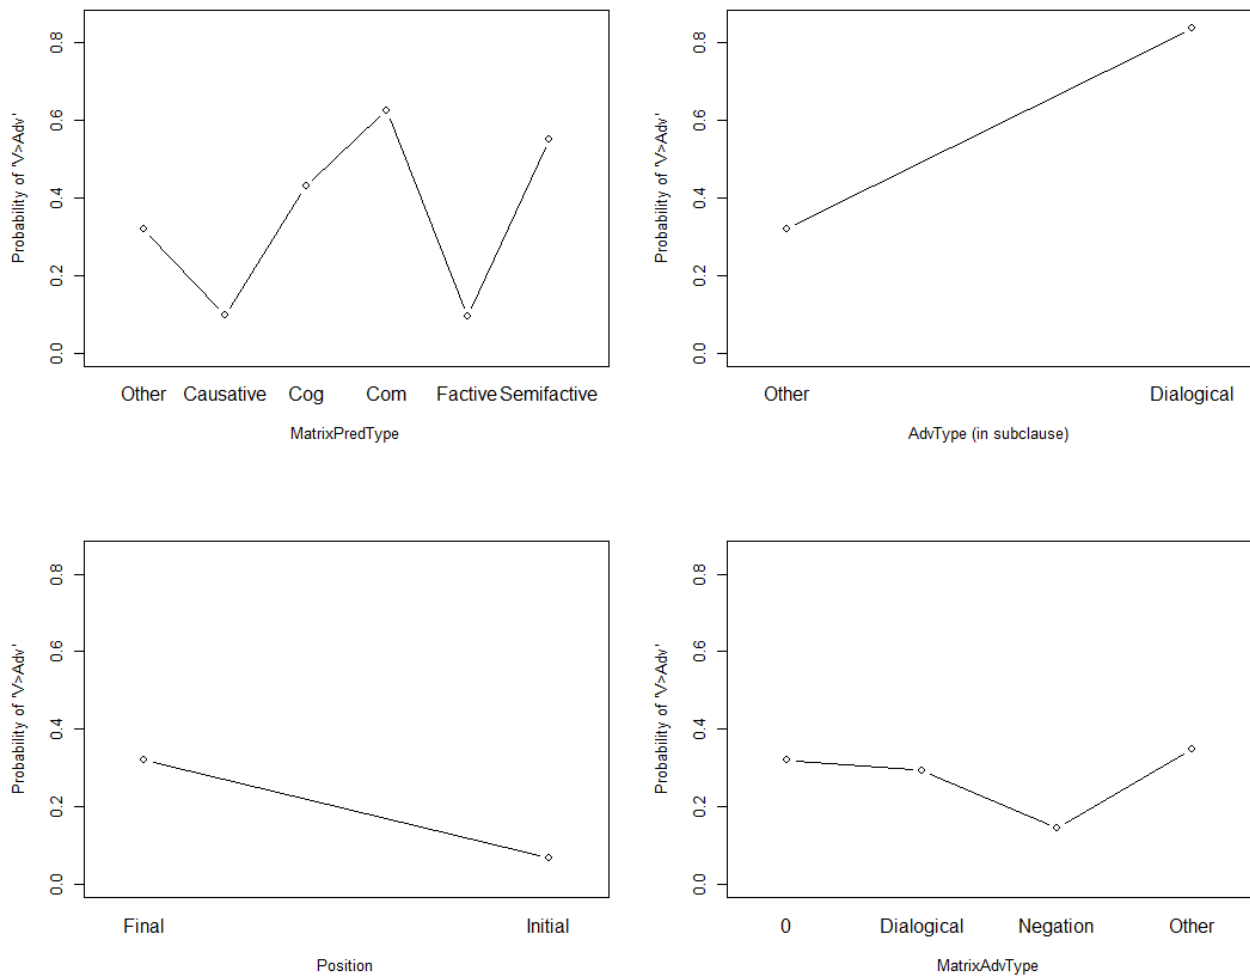 Probability of 'V>Adv'
0.0 0.2 0.4 0.6 0.8
Other Causative Cog Com Factive Semifactive
MatrixPredType
Probability of 'V>Adv'
0.0 0.2 0.4 0.6 0.8
Other Dialogical
AdvType (in subclause)
Probability of 'V>Adv'
0.0 0.2 0.4 0.6 0.8
Final Initial
Position
Probability of 'V>Adv'
0.0 0.2 0.4 0.6 0.8
0 Dialogical Negation Other
MatrixAdvType